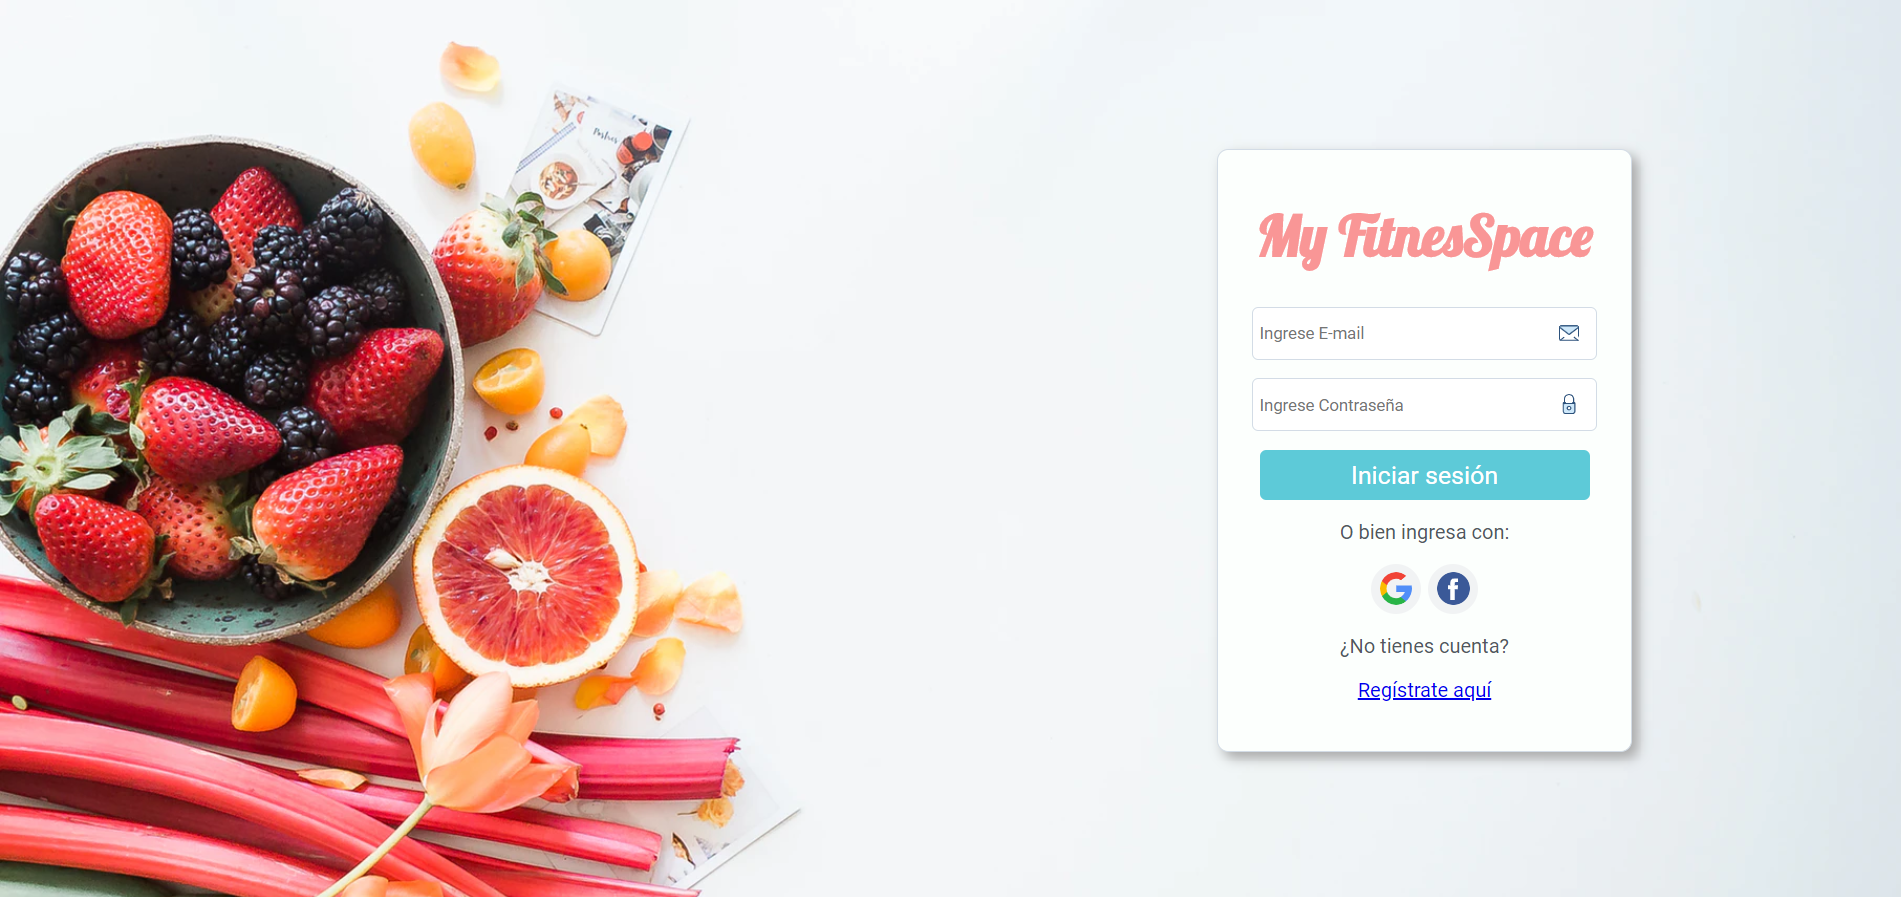 My FitnesSpace
Ingrese E-mail
Ingrese Contraseña
Iniciar sesión
O bien ingresa con:
¿No tienes cuenta?
Regístrate aquí